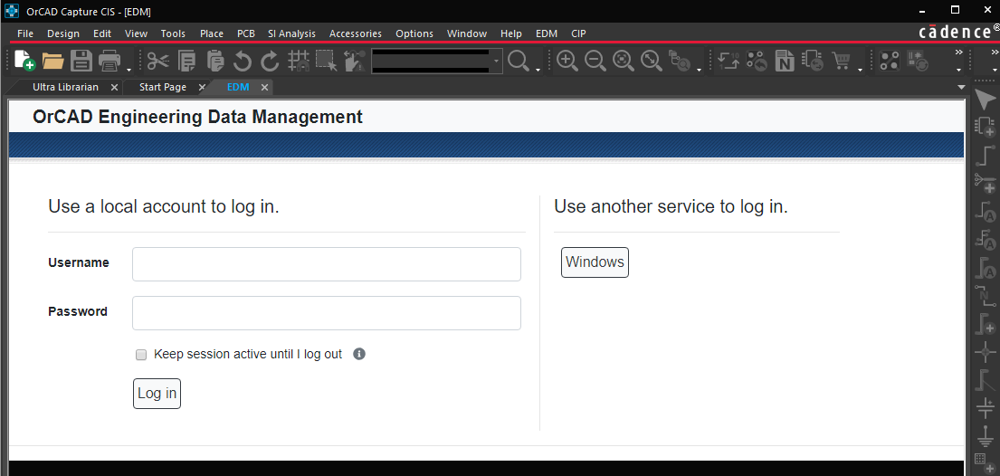 OrCAD Capture CIS - [EDM]
File Design Edit View Tools Place PCB SI Analysis Accessories Options Window Help EDM CIP
cādence®
Ultra Librarian Start Page EDM
OrCAD Engineering Data Management
Use a local account to log in.
Username
Password
Keep session active until I log out
Log in
Use another service to log in.
Windows